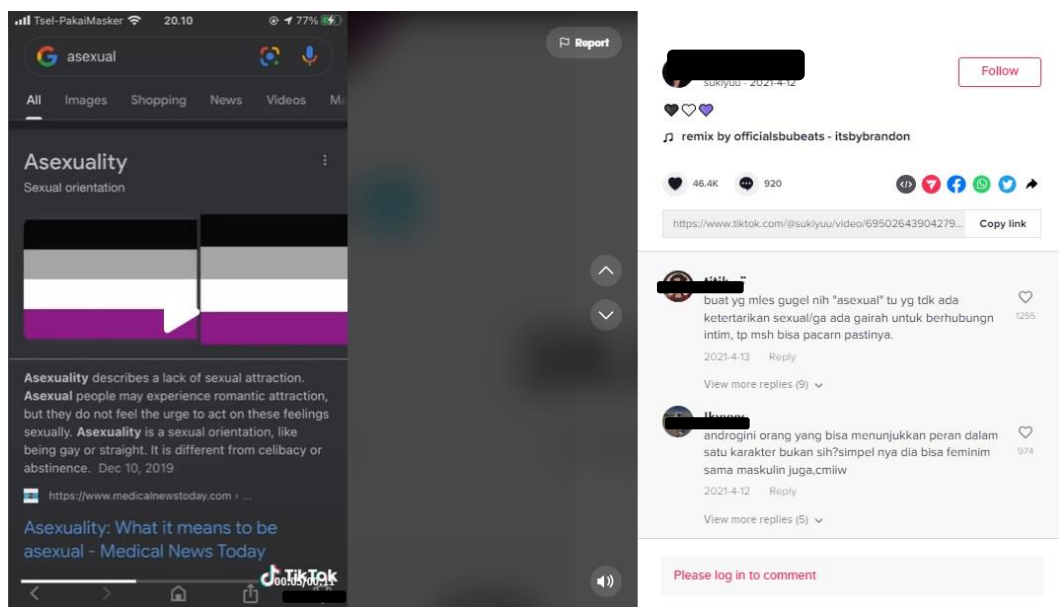 Tsel-PakaiMasker 20.10 77%
asexual
All Images Shopping News Videos
Asexuality
Sexual orientation
Asexuality describes a lack of sexual attraction.
Asexual people may experience romantic attraction,
but they do not feel the urge to act on these feelings
sexually. Asexuality is a sexual orientation, like
being gay or straight. It is different from celibacy or
abstinence. Dec 10, 2019
https://www.medicalnewstoday.com › ...
Asexuality: What it means to be
asexual - Medical News Today
TikTok
00:05/00:11
Report
sukiyuu · 2021-4-12
Follow
remix by officialsbubeats - itsbybrandon
46.4K 920
https://www.tiktok.com/@sukiyuu/video/69502643904279... Copy link
buat yg mles gugel nih "asexual" tu yg tdk ada
ketertarikan sexual/ga ada gairah untuk berhubungn
intim, tp msh bisa pacarn pastinya.
1255
2021-4-13 Reply
View more replies (9)
androgini orang yang bisa menunjukkan peran dalam
satu karakter bukan sih?simpel nya dia bisa feminim
sama maskulin juga,cmiiw
974
2021-4-12 Reply
View more replies (5)
Please log in to comment